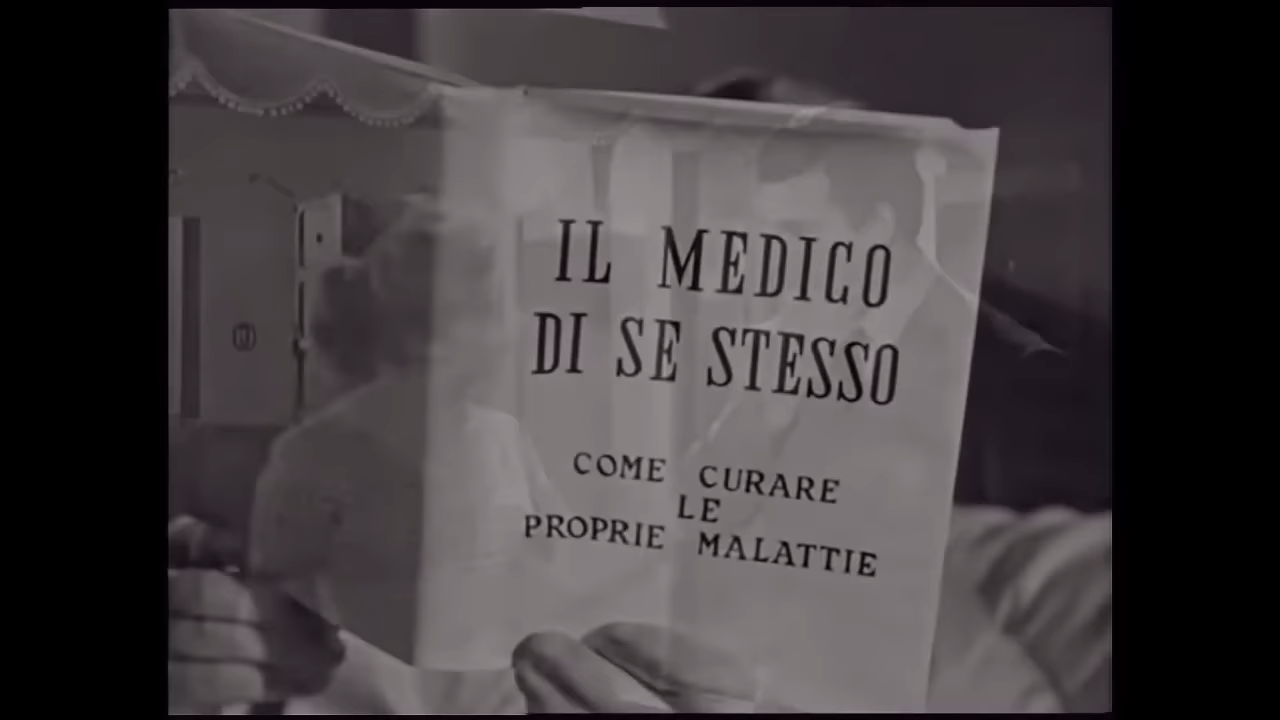 IL MEDICO
DI SE STESSO
COME CURARE
LE
PROPRIE MALATTIE